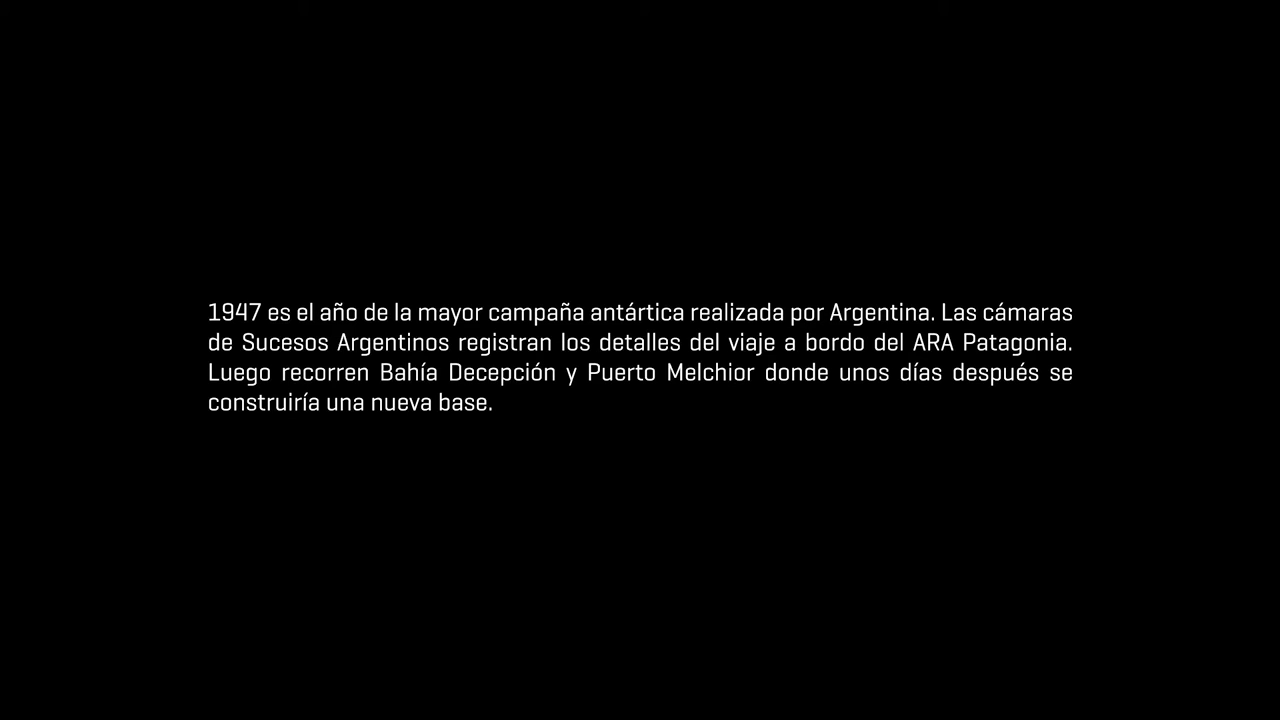 1947 es el año de la mayor campaña antártica realizada por Argentina. Las cámaras
de Sucesos Argentinos registran los detalles del viaje a bordo del ARA Patagonia.
Luego recorren Bahía Decepción y Puerto Melchior donde unos días después se
construiría una nueva base.